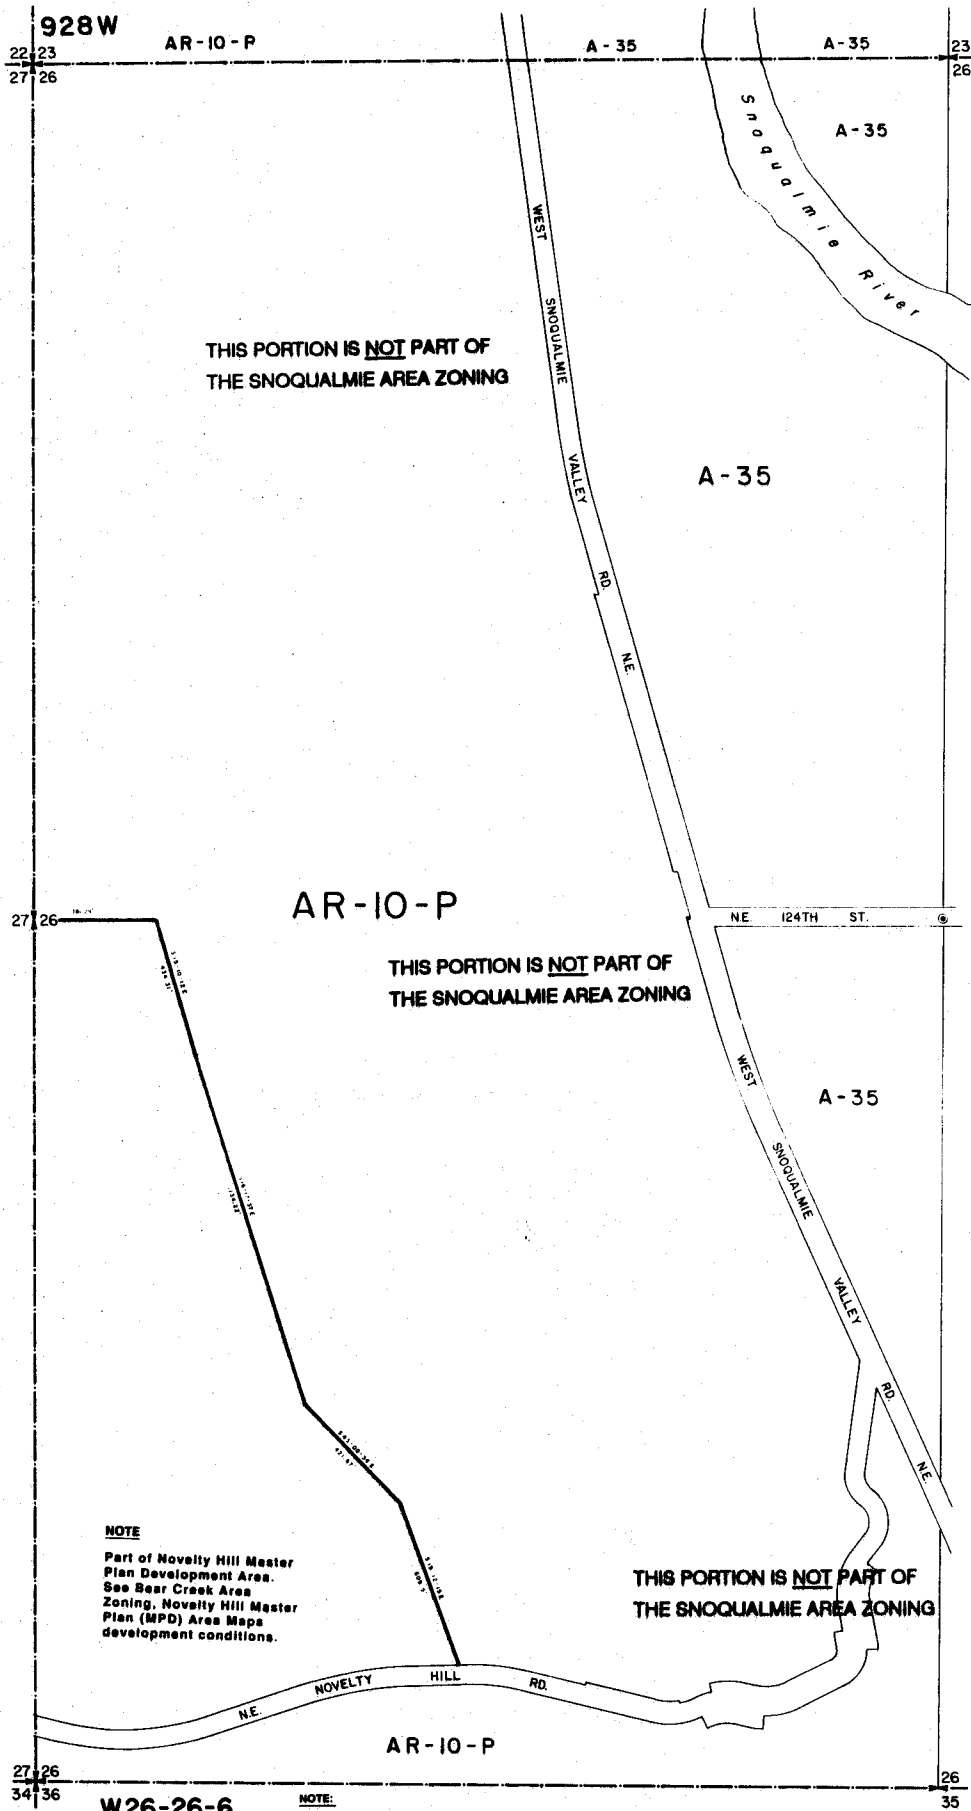 928W
AR-10-P
A-35
A-35
22 23
27 26
23
26
A-35
Snoqualmie River
WEST SNOQUALMIE VALLEY RD. N.E.
THIS PORTION IS NOT PART OF
THE SNOQUALMIE AREA ZONING
A-35
27 26
AR-10-P
N.E. 124TH ST.
THIS PORTION IS NOT PART OF
THE SNOQUALMIE AREA ZONING
WEST SNOQUALMIE VALLEY RD. N.E.
A-35
NOTE
Part of Novelty Hill Master
Plan Development Area.
See Bear Creek Area
Zoning, Novelty Hill Master
Plan (MPD) Area Maps
development conditions.
THIS PORTION IS NOT PART OF
THE SNOQUALMIE AREA ZONING
N.E. NOVELTY HILL RD.
AR-10-P
27 26
34 36
26
35
W26-26-6
NOTE: